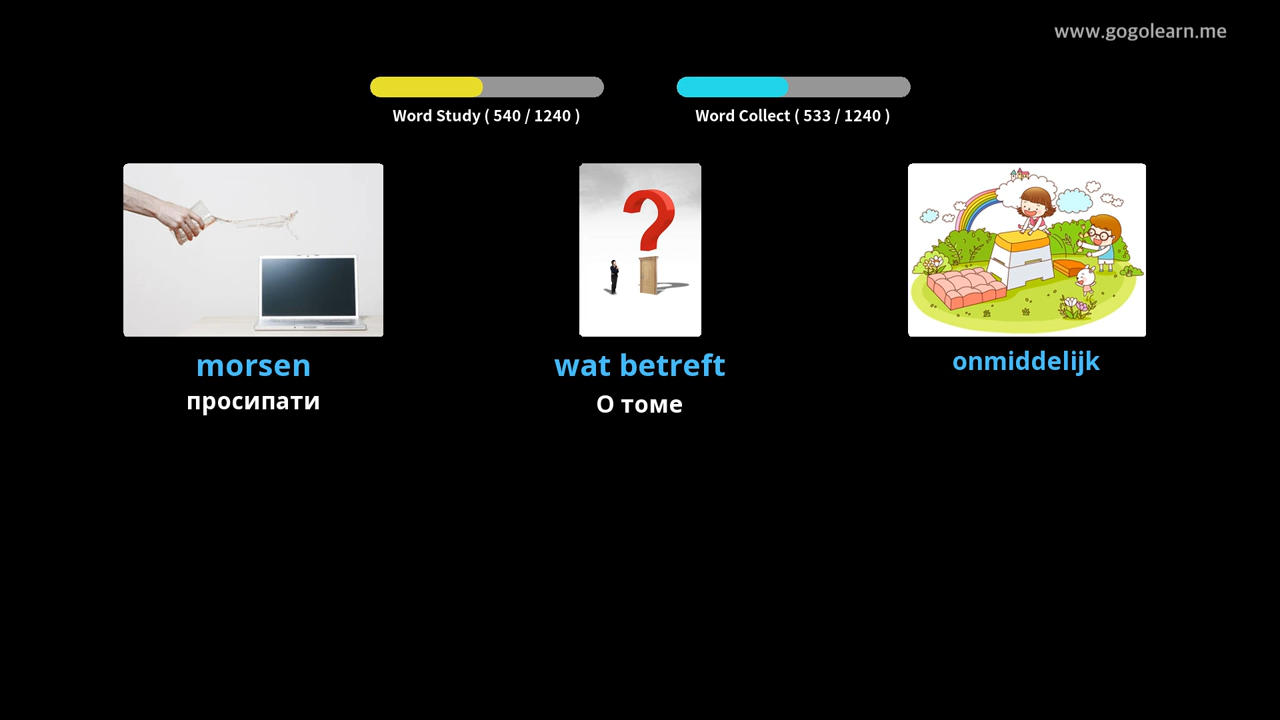 www.gogolearn.me
Word Study ( 540 / 1240 )
Word Collect ( 533 / 1240 )
morsen
просипати
wat betreft
О томе
onmiddelijk